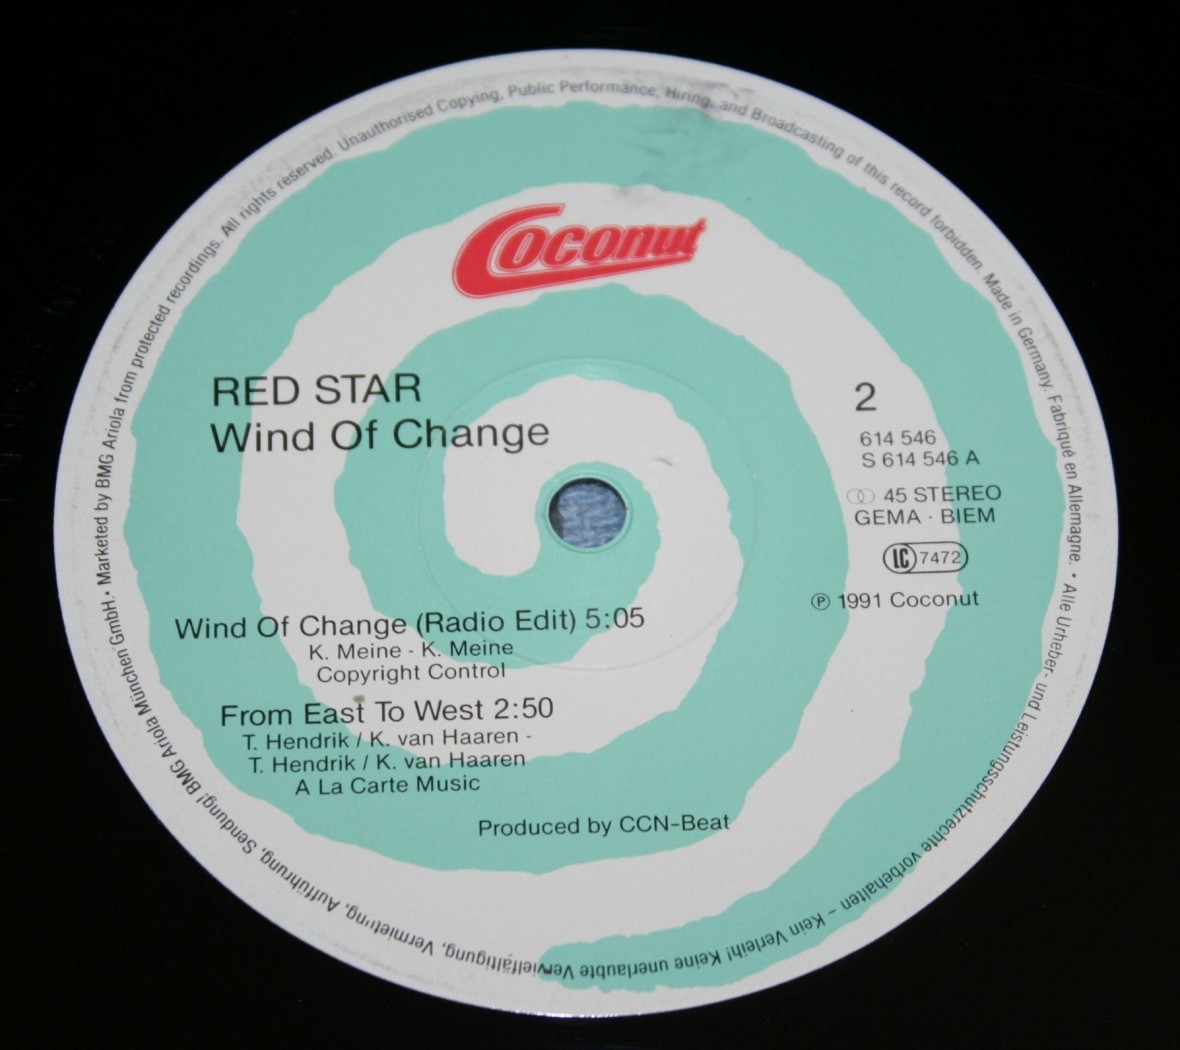 Coconut
RED STAR
Wind Of Change
2
614 546
S 614 546 A
45 STEREO
GEMA · BIEM
LC 7472
℗ 1991 Coconut
Wind Of Change (Radio Edit) 5:05
K. Meine - K. Meine
Copyright Control
From East To West 2:50
T. Hendrik / K. van Haaren -
T. Hendrik / K. van Haaren
A La Carte Music
Produced by CCN-Beat
• Marketed by BMG Ariola from protected recordings. All rights reserved. Unauthorised Copying, Public Performance, Hiring, and Broadcasting of this record forbidden. Made in Germany. Fabriqué en Allemagne. • Alle Urheber- und Leistungsschutzrechte vorbehalten – Kein Verleih! Keine unerlaubte Vervielfältigung, Vermietung, Aufführung, Sendung! BMG Ariola München GmbH.